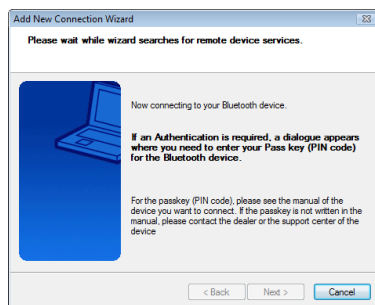 Add New Connection Wizard
Please wait while wizard searches for remote device services.
Now connecting to your Bluetooth device.
If an Authentication is required, a dialogue appears
where you need to enter your Pass key (PIN code)
for the Bluetooth device.
For the passkey (PIN code), please see the manual of the
device you want to connect. If the passkey is not written in the
manual, please contact the dealer or the support center of the
device
< Back Next > Cancel